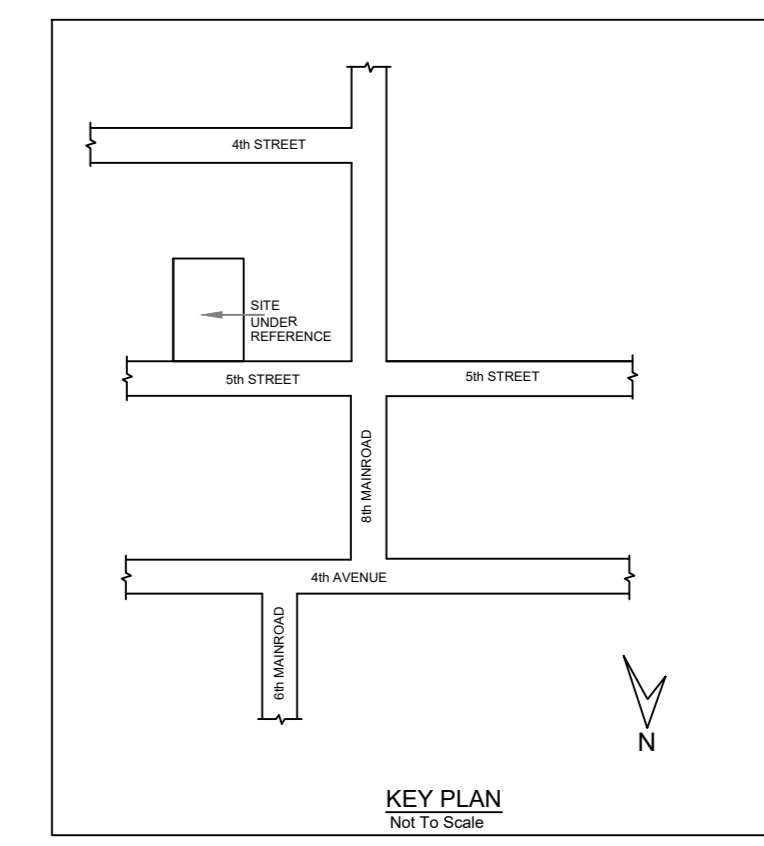 4th STREET
SITE
UNDER
REFERENCE
5th STREET
5th STREET
8th MAINROAD
4th AVENUE
6th MAINROAD
N
KEY PLAN
Not To Scale